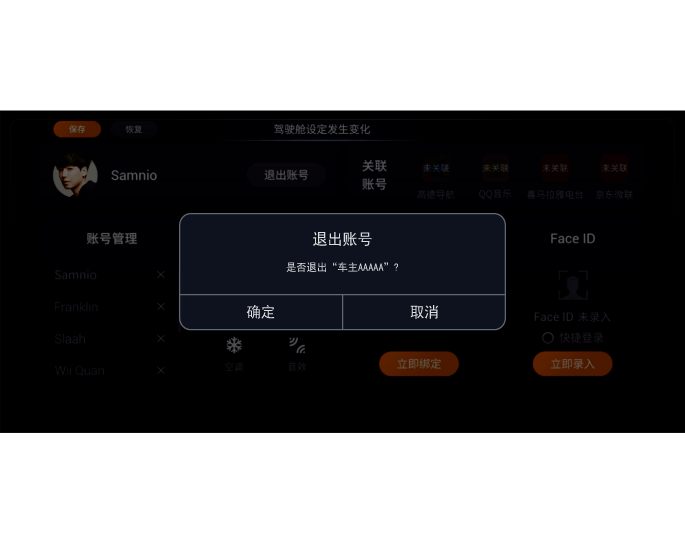 保存
恢复
驾驶舱设定发生变化
Samnio
退出账号
关联
账号
未关联
未关联
未关联
未关联
高德导航
QQ音乐
喜马拉雅电台
京东微联
账号管理
Face ID
Samnio
Franklin
Slaah
Wii Quan
退出账号
是否退出“车主AAAAA”？
确定
取消
空调
音效
立即绑定
Face ID 未录入
快捷登录
立即录入